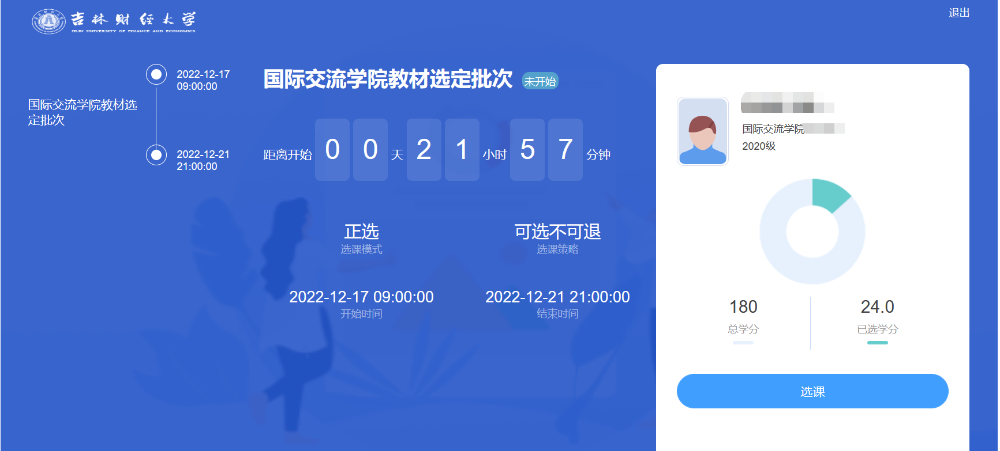 吉林财经大学
JILIN UNIVERSITY OF FINANCE AND ECONOMICS
退出
2022-12-17
09:00:00
国际交流学院教材选
定批次
2022-12-21
21:00:00
国际交流学院教材选定批次 未开始
距离开始 0 0 天 2 1 小时 5 7 分钟
正选
选课模式
可选不可退
选课策略
2022-12-17 09:00:00
开始时间
2022-12-21 21:00:00
结束时间
国际交流学院
2020级
180
总学分
24.0
已选学分
选课